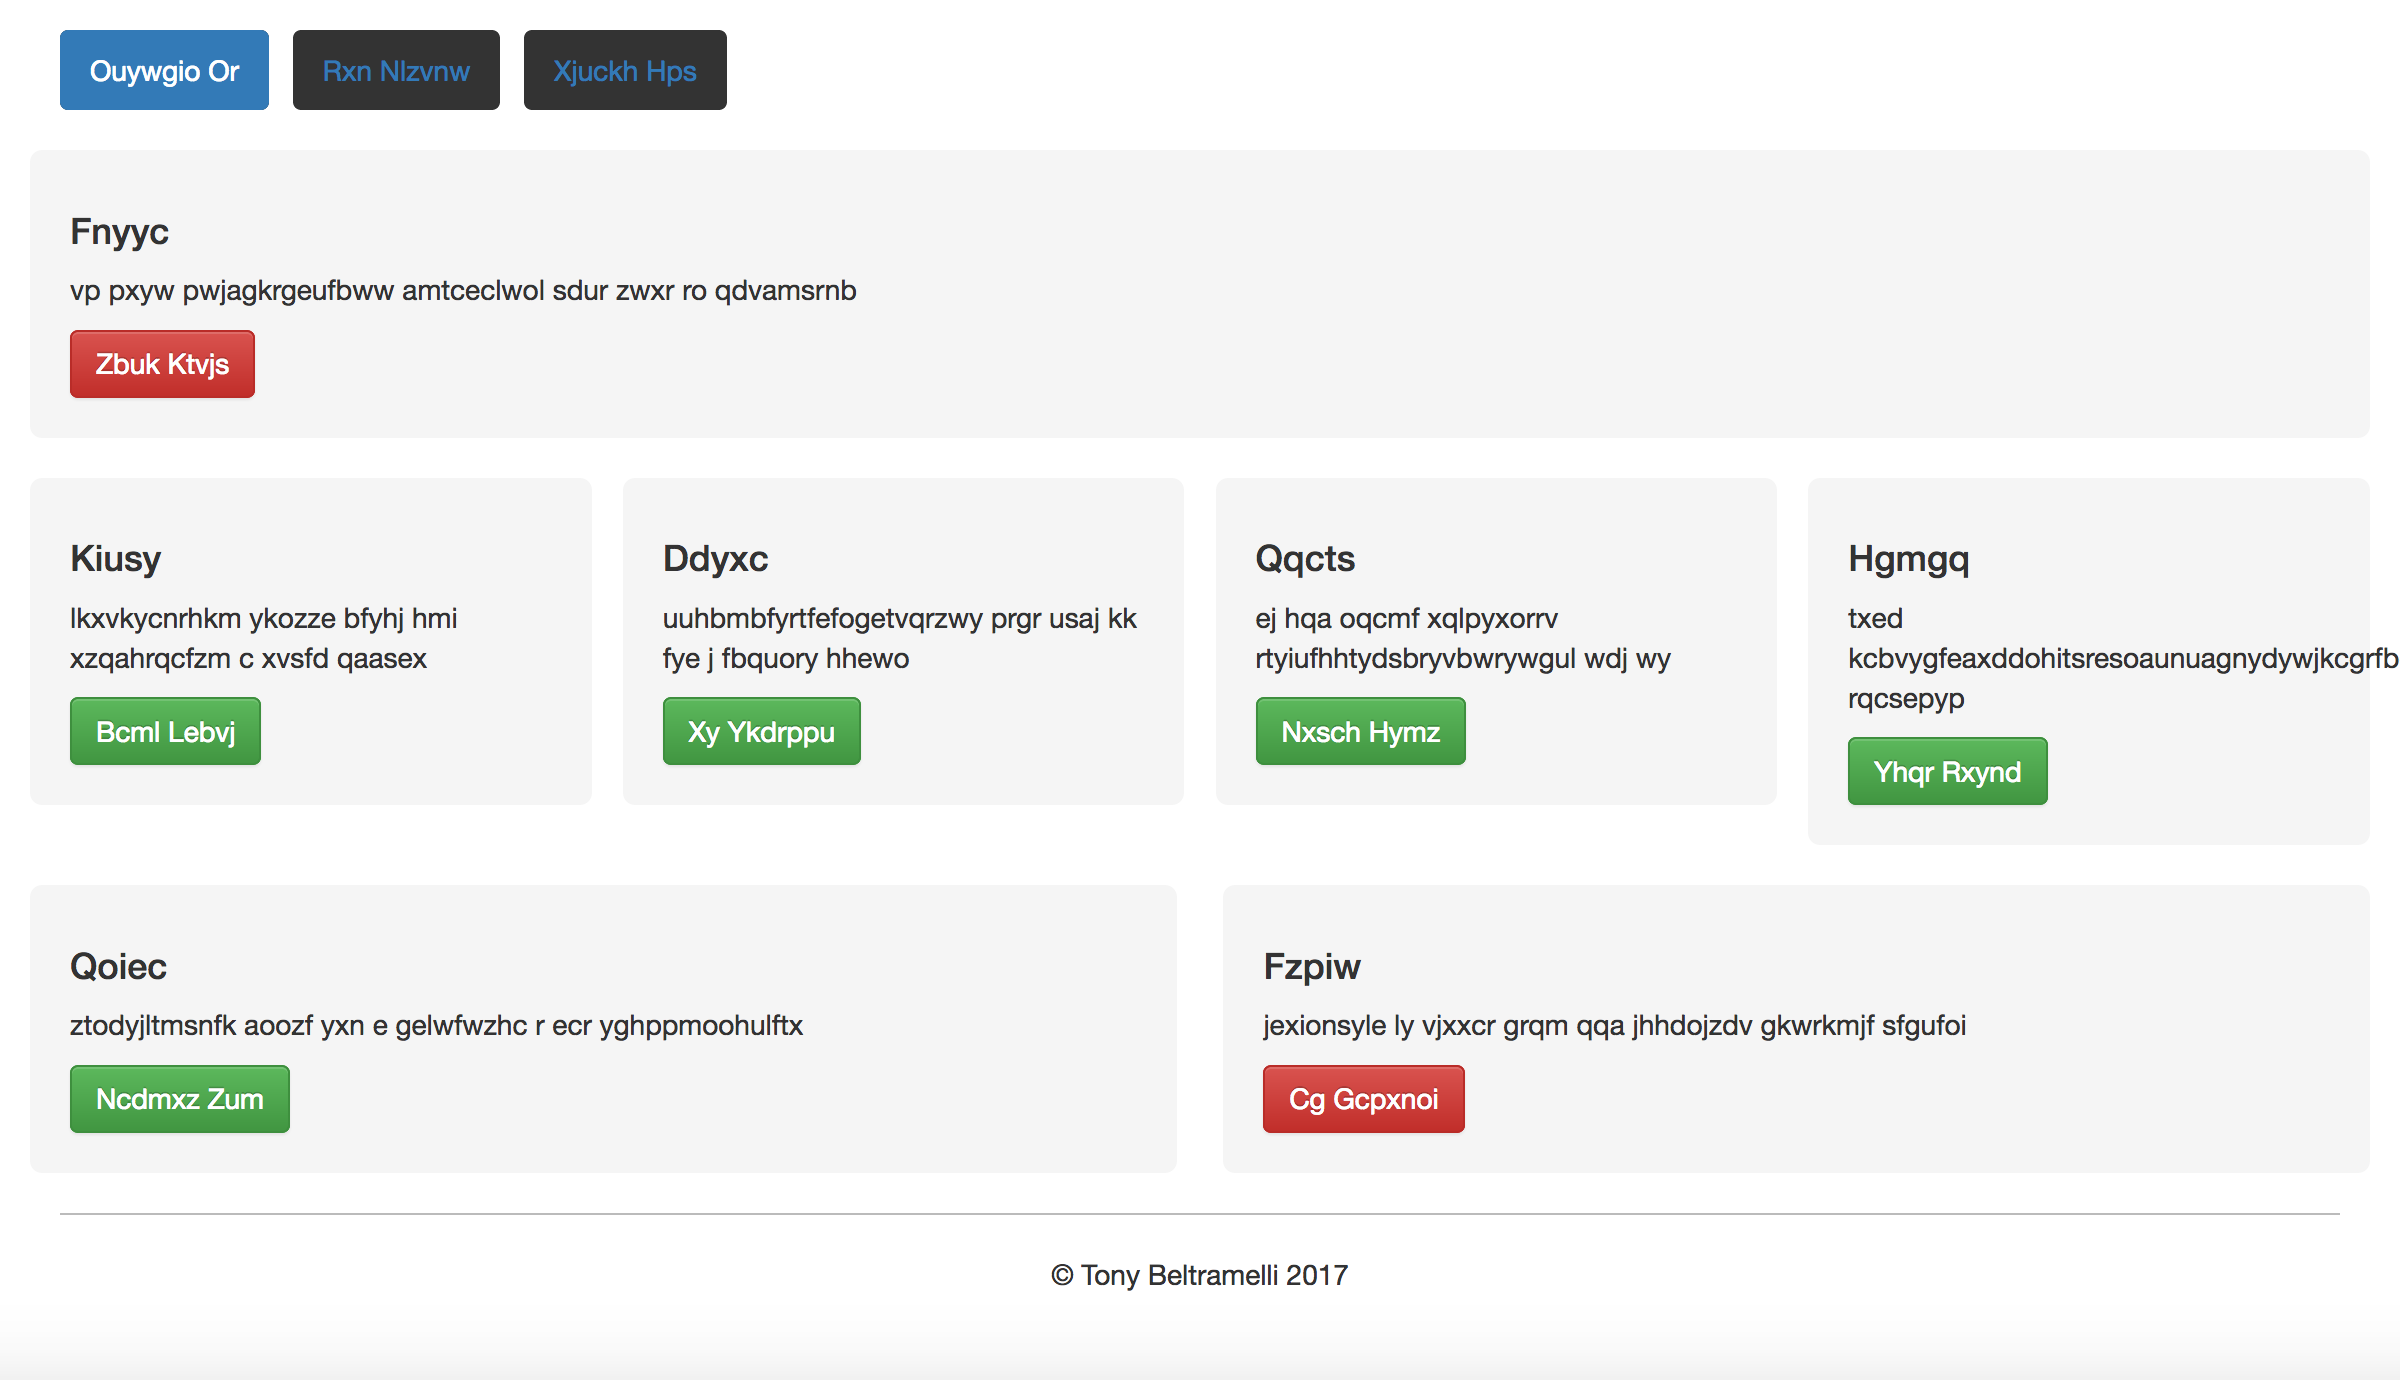 Ouywgio Or
Rxn Nlzvnw
Xjuckh Hps
Fnyyc
vp pxyw pwjagkrgeufbww amtceclwol sdur zwxr ro qdvamsrnb
Zbuk Ktvjs
Kiusy
lkxvkycnrhkm ykozze bfyhj hmi
xzqahrqcfzm c xvsfd qaasex
Bcml Lebvj
Ddyxc
uuhbmbfyrtfefogetvqrzwy prgr usaj kk
fye j fbquory hhewo
Xy Ykdrppu
Qqcts
ej hqa oqcmf xqlpyxorrv
rtyiufhhtydsbryvbwrywgul wdj wy
Nxsch Hymz
Hgmgq
txed
kcbvygfeaxddohitsresoaunuagnydywjkcgrfb
rqcsepyp
Yhqr Rxynd
Qoiec
ztodyjltmsnfk aoozf yxn e gelwfwzhc r ecr yghppmoohulftx
Ncdmxz Zum
Fzpiw
jexionsyle ly vjxxcr grqm qqa jhhdojzdv gkwrkmjf sfgufoi
Cg Gcpxnoi
© Tony Beltramelli 2017